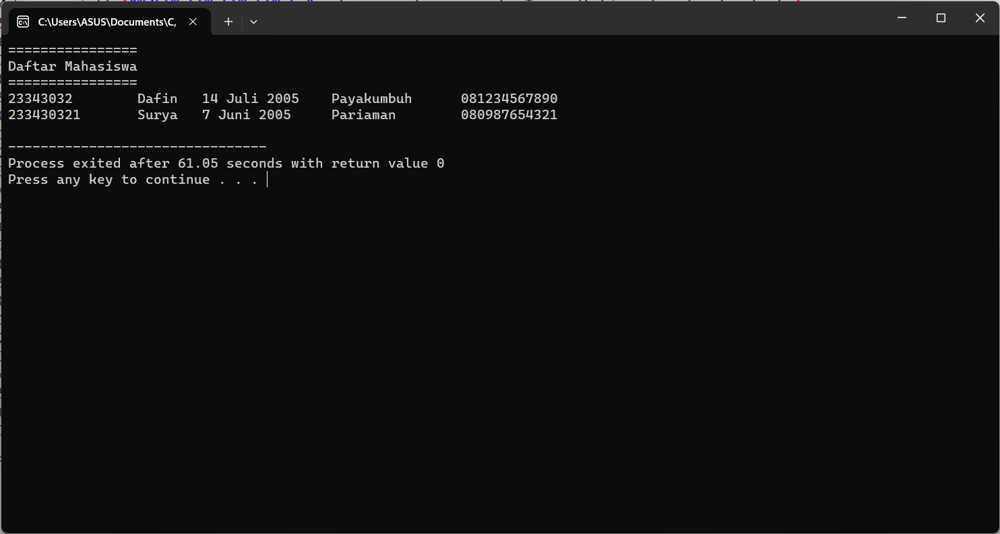 C:\Users\ASUS\Documents\C,
================
Daftar Mahasiswa
================
23343032        Dafin   14 Juli 2005    Payakumbuh      081234567890
233430321       Surya   7 Juni 2005     Pariaman        080987654321
--------------------------------
Process exited after 61.05 seconds with return value 0
Press any key to continue . . .